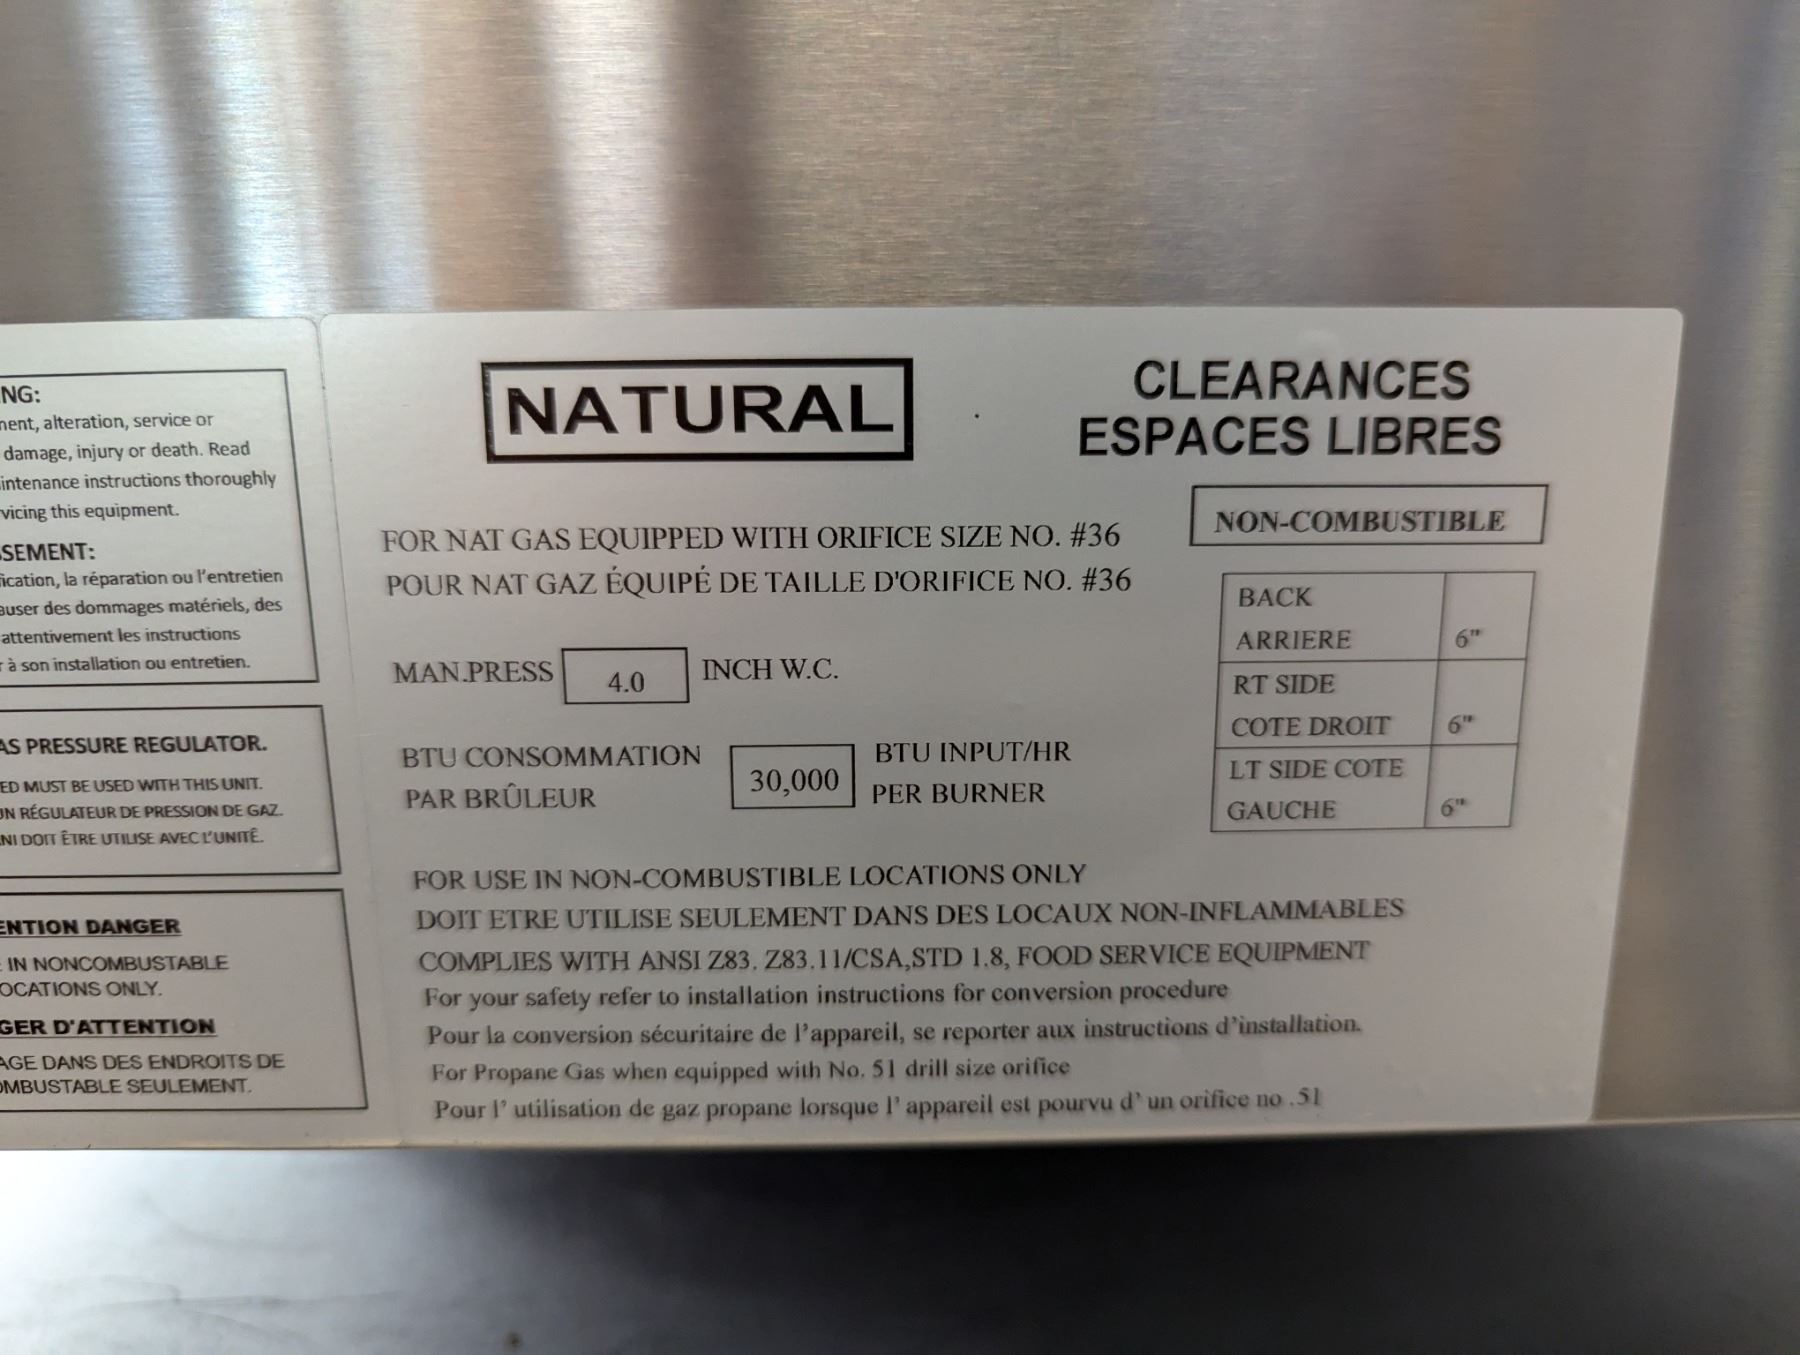 NG:
ent, alteration, service or
damage, injury or death. Read
intenance instructions thoroughly
vicing this equipment.
SEMENT:
ication, la réparation ou l'entretien
user des dommages matériels, des
attentivement les instructions
r à son installation ou entretien.
AS PRESSURE REGULATOR.
ED MUST BE USED WITH THIS UNIT.
UN RÉGULATEUR DE PRESSION DE GAZ.
NI DOIT ÊTRE UTILISE AVEC L'UNITÊ.
ENTION DANGER
IN NONCOMBUSTABLE
OCATIONS ONLY.
GER D'ATTENTION
AGE DANS DES ENDROITS DE
OMBUSTABLE SEULEMENT.
NATURAL
FOR NAT GAS EQUIPPED WITH ORIFICE SIZE NO. #36
POUR NAT GAZ ÉQUIPÉ DE TAILLE D'ORIFICE NO. #36
MAN.PRESS 4.0 INCH W.C.
BTU CONSOMMATION
PAR BRÛLEUR
30,000
BTU INPUT/HR
PER BURNER
CLEARANCES
ESPACES LIBRES
NON-COMBUSTIBLE
BACK
ARRIERE 6"
RT SIDE
COTE DROIT 6"
LT SIDE COTE
GAUCHE 6"
FOR USE IN NON-COMBUSTIBLE LOCATIONS ONLY
DOIT ETRE UTILISE SEULEMENT DANS DES LOCAUX NON-INFLAMMABLES
COMPLIES WITH ANSI Z83. Z83.11/CSA,STD 1.8, FOOD SERVICE EQUIPMENT
For your safety refer to installation instructions for conversion procedure
Pour la conversion sécuritaire de l'appareil, se reporter aux instructions d'installation.
For Propane Gas when equipped with No. 51 drill size orifice
Pour l' utilisation de gaz propane lorsque l' appareil est pourvu d' un orifice no .51